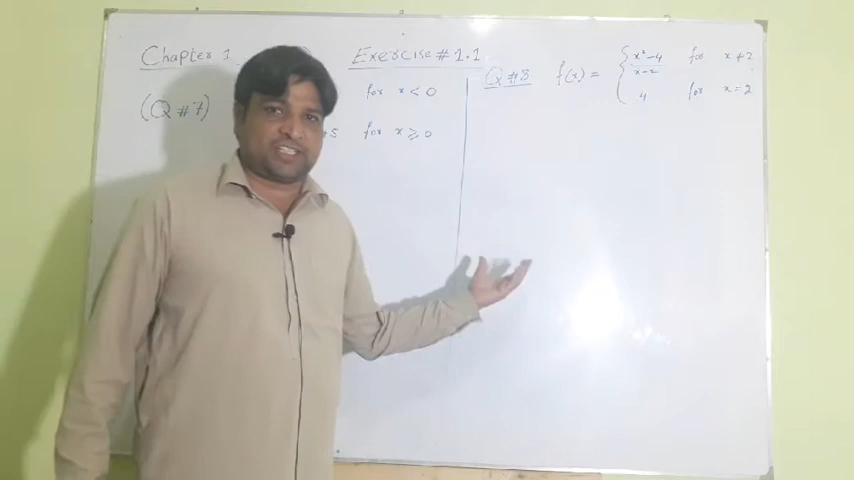 Chapter 1
Exercise # 1.1
(Q # 7)
for x < 0
+5 for x ⩾ 0
Q # 8 f(x) = { x²-4 / x-2 for x ≠ 2
4 for x = 2